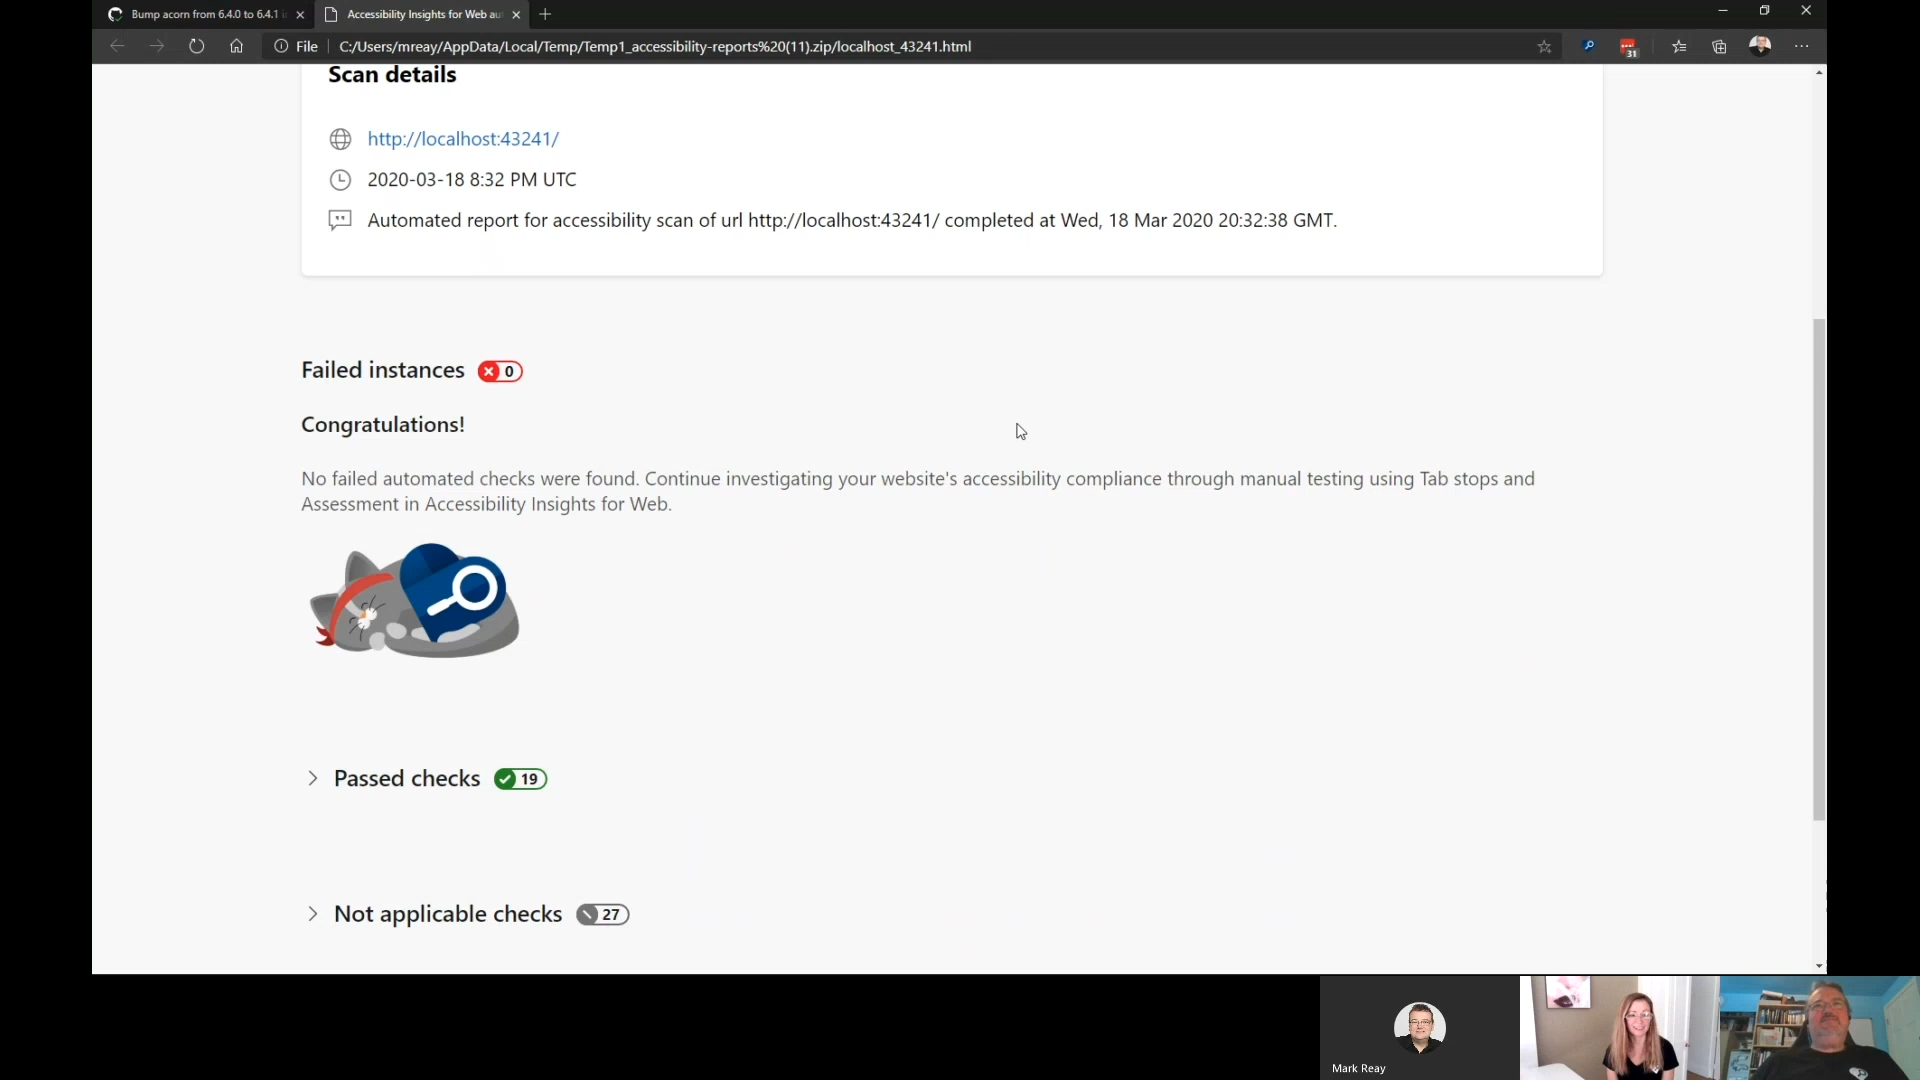 Bump acorn from 6.4.0 to 6.4.1 i
Accessibility Insights for Web au
File
C:/Users/mreay/AppData/Local/Temp/Temp1_accessibility-reports%20(11).zip/localhost_43241.html
31
Scan details
http://localhost:43241/
2020-03-18 8:32 PM UTC
Automated report for accessibility scan of url http://localhost:43241/ completed at Wed, 18 Mar 2020 20:32:38 GMT.
Failed instances 0
Congratulations!
No failed automated checks were found. Continue investigating your website's accessibility compliance through manual testing using Tab stops and
Assessment in Accessibility Insights for Web.
Passed checks 19
Not applicable checks 27
Mark Reay